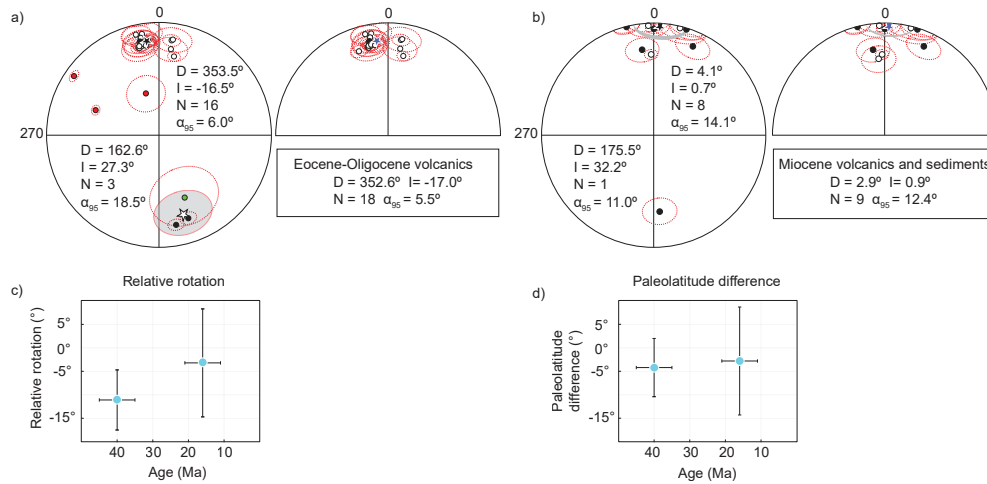 a)
0
270
D = 353.5º
I = -16.5º
N = 16
α95 = 6.0º
D = 162.6º
I = 27.3º
N = 3
α95 = 18.5º
0
Eocene-Oligocene volcanics
D = 352.6º I= -17.0º
N = 18 α95 = 5.5º
b)
0
270
D = 4.1º
I = 0.7º
N = 8
α95 = 14.1º
D = 175.5º
I = 32.2º
N = 1
α95 = 11.0º
0
Miocene volcanics and sediments
D = 2.9º I = 0.9º
N = 9 α95 = 12.4º
c)
Relative rotation
Relative rotation (°)
5°
0°
-5°
-15°
40 30 20 10
Age (Ma)
d)
Paleolatitude difference
Paleolatitude
difference (°)
5°
0°
-5°
-15°
40 30 20 10
Age (Ma)